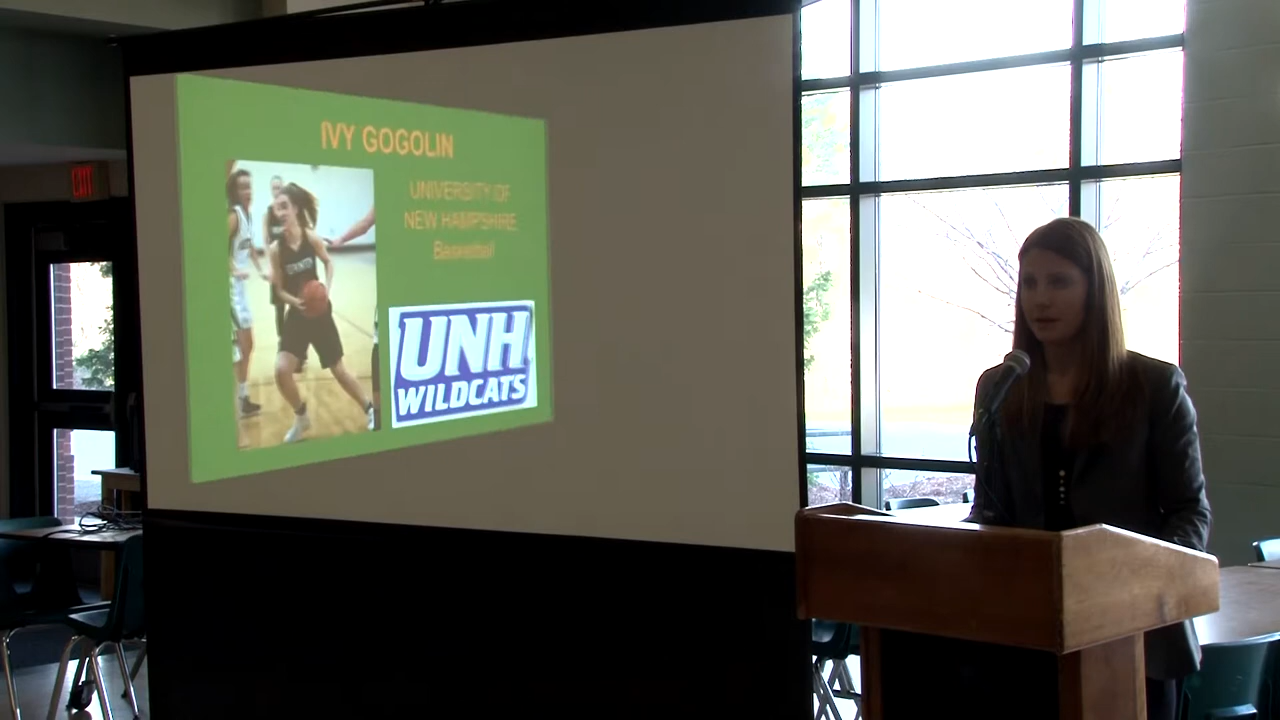 IVY GOGOLIN
UNIVERSITY OF
NEW HAMPSHIRE
Basketball
UNH
WILDCATS
EXIT